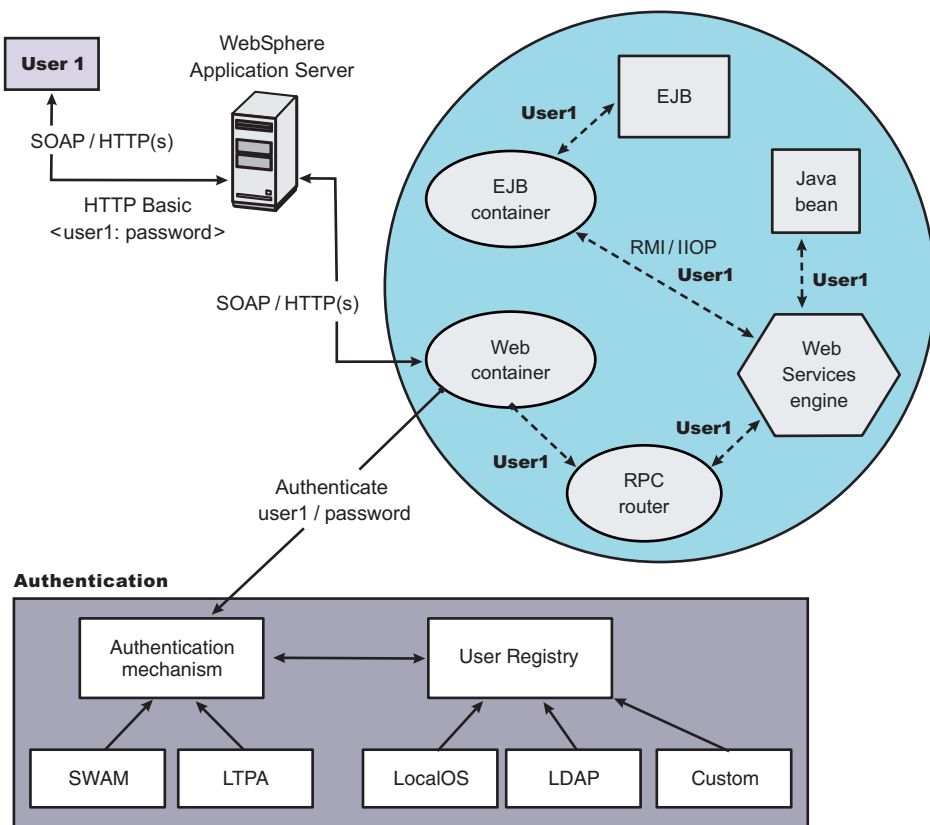 User 1
WebSphere
Application Server
SOAP / HTTP(s)
HTTP Basic
<user1: password>
SOAP / HTTP(s)
EJB
User1
EJB
container
Java
bean
RMI / IIOP
User1
User1
Web
container
Web
Services
engine
User1
User1
RPC
router
Authenticate
user1 / password
Authentication
Authentication
mechanism
User Registry
SWAM
LTPA
LocalOS
LDAP
Custom